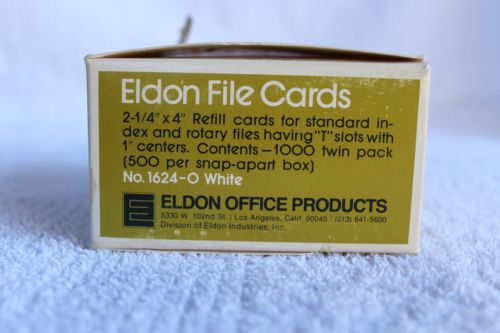 Eldon File Cards
2-1/4" x 4" Refill cards for standard in-
dex and rotary files having "T" slots with
1" centers. Contents—1000 twin pack
(500 per snap-apart box)
No. 1624-0 White
ELDON OFFICE PRODUCTS
5330 W. 102nd St. | Los Angeles, Calif. 90045 | (213) 641-5600
Division of Eldon Industries, Inc.